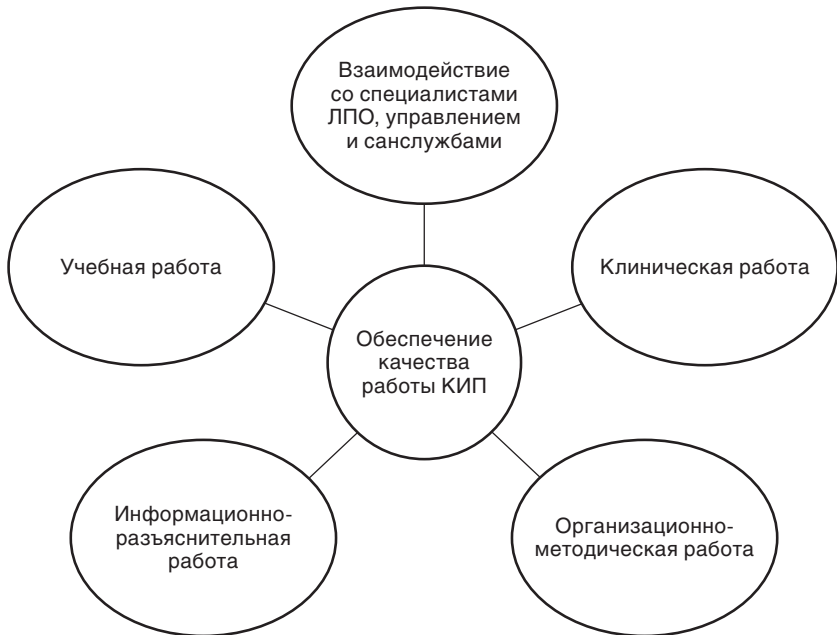 Взаимодействие
со специалистами
ЛПО, управлением
и санслужбами
Учебная работа
Клиническая работа
Обеспечение
качества
работы КИП
Информационно-
разъяснительная
работа
Организационно-
методическая работа